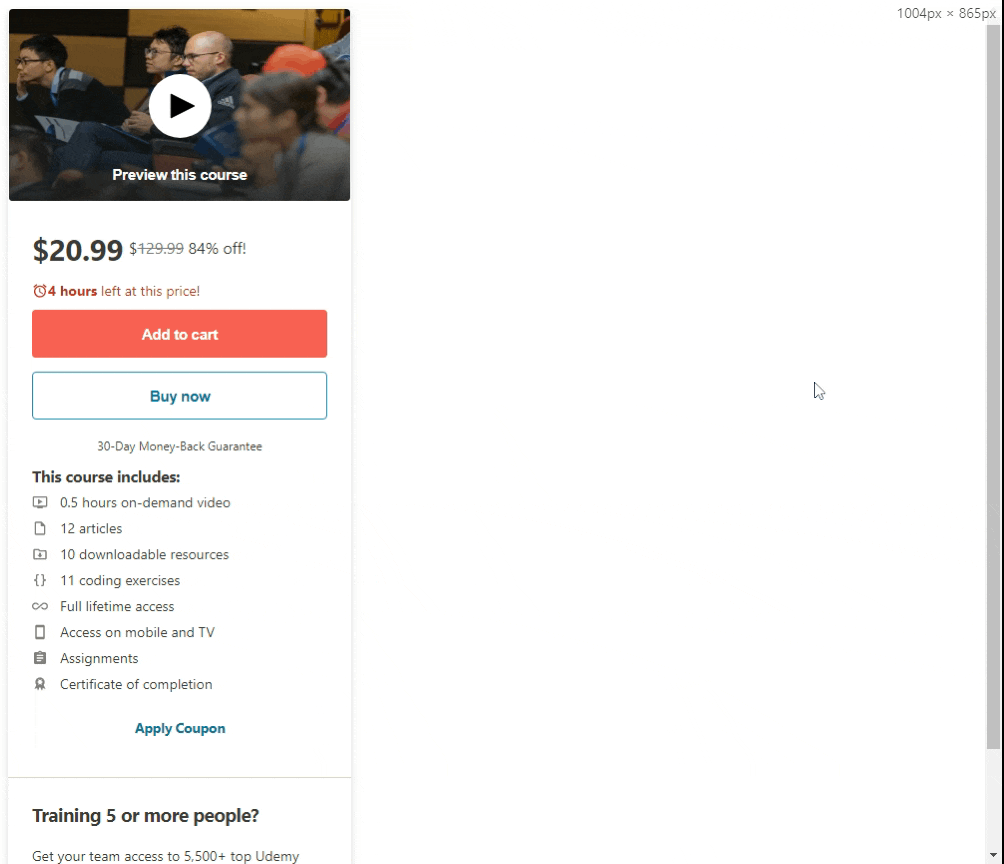 1004px × 865px
Preview this course
$20.99 $129.99 84% off!
4 hours left at this price!
Add to cart
Buy now
30-Day Money-Back Guarantee
This course includes:
0.5 hours on-demand video
12 articles
10 downloadable resources
{} 11 coding exercises
Full lifetime access
Access on mobile and TV
Assignments
Certificate of completion
Apply Coupon
Training 5 or more people?
Get your team access to 5,500+ top Udemy